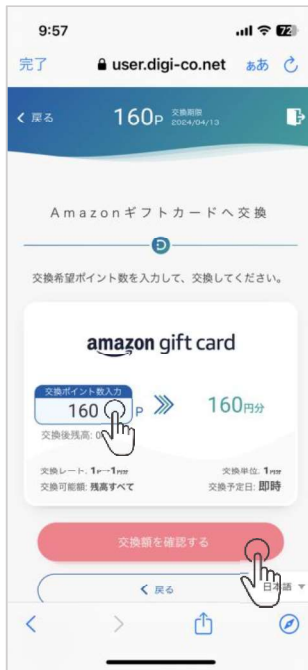 9:57 72
完了 user.digi-co.net ああ
戻る 160P 交換期限 2024/04/13
Amazonギフトカードへ交換
D
交換希望ポイント数を入力して、交換してください。
amazon gift card
交換ポイント数入力
160 P 160円分
交換後残高: 0
交換レート: 1P→1円分 交換単位: 1円分
交換可能額: 残高すべて 交換予定日: 即時
交換額を確認する
戻る 日本語